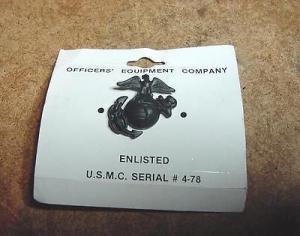 OFFICERS' EQUIPMENT COMPANY
ENLISTED
U.S.M.C. SERIAL # 4-78